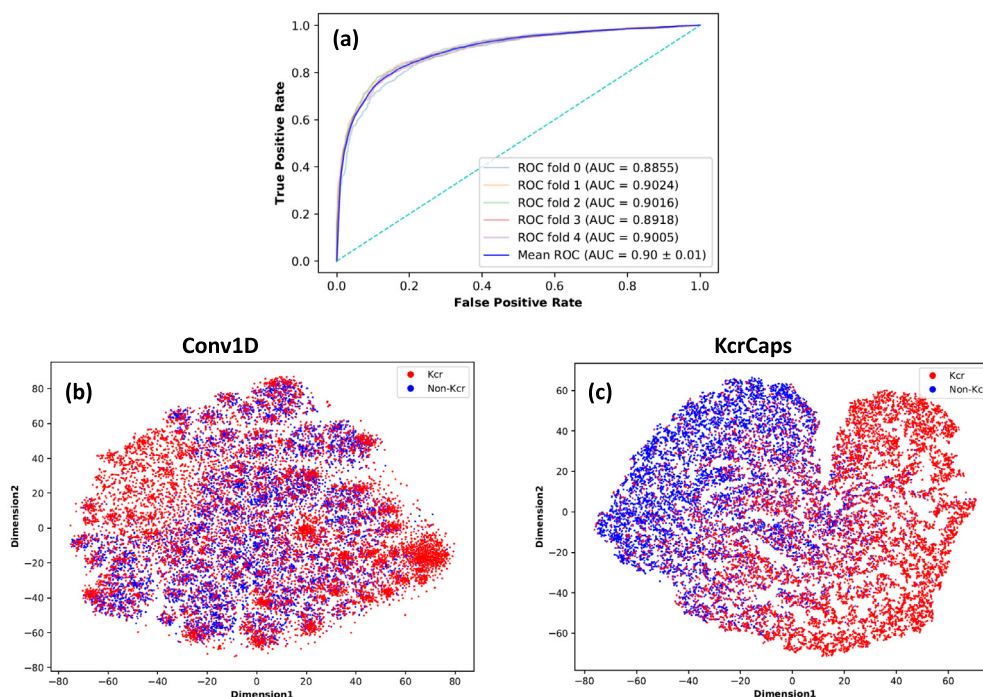 (a)
1.0
0.8
0.6
0.4
0.2
0.0
True Positive Rate
ROC fold 0 (AUC = 0.8855)
ROC fold 1 (AUC = 0.9024)
ROC fold 2 (AUC = 0.9016)
ROC fold 3 (AUC = 0.8918)
ROC fold 4 (AUC = 0.9005)
Mean ROC (AUC = 0.90 ± 0.01)
0.0 0.2 0.4 0.6 0.8 1.0
False Positive Rate
Conv1D
(b)
Kcr
Non-Kcr
80
60
40
20
0
−20
−40
−60
−80
Dimension2
−80 −60 −40 −20 0 20 40 60 80
Dimension1
KcrCaps
(c)
Kcr
Non-Kc
60
40
20
0
−20
−40
−60
Dimension2
−80 −60 −40 −20 0 20 40 60
Dimension1